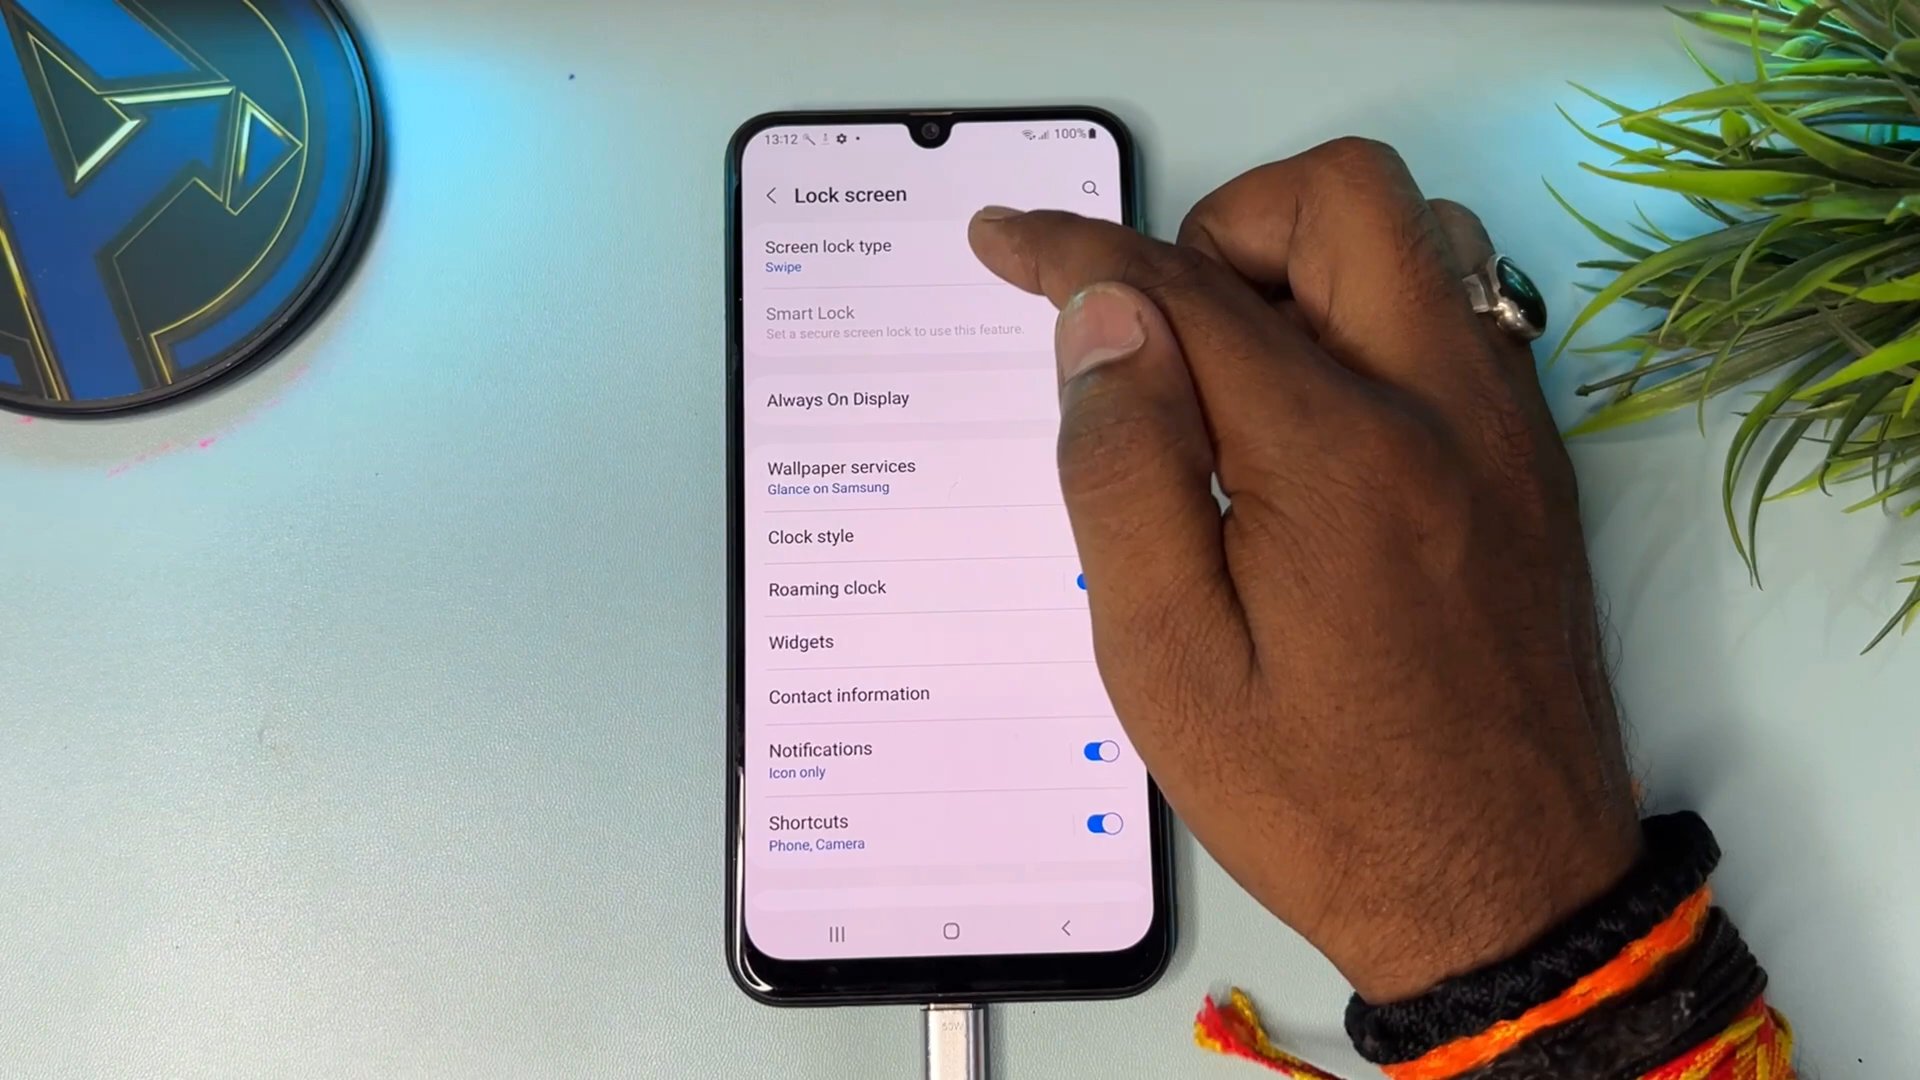 13:12 100%
Lock screen
Screen lock type
Swipe
Smart Lock
Set a secure screen lock to use this feature.
Always On Display
Wallpaper services
Glance on Samsung
Clock style
Roaming clock
Widgets
Contact information
Notifications
Icon only
Shortcuts
Phone, Camera